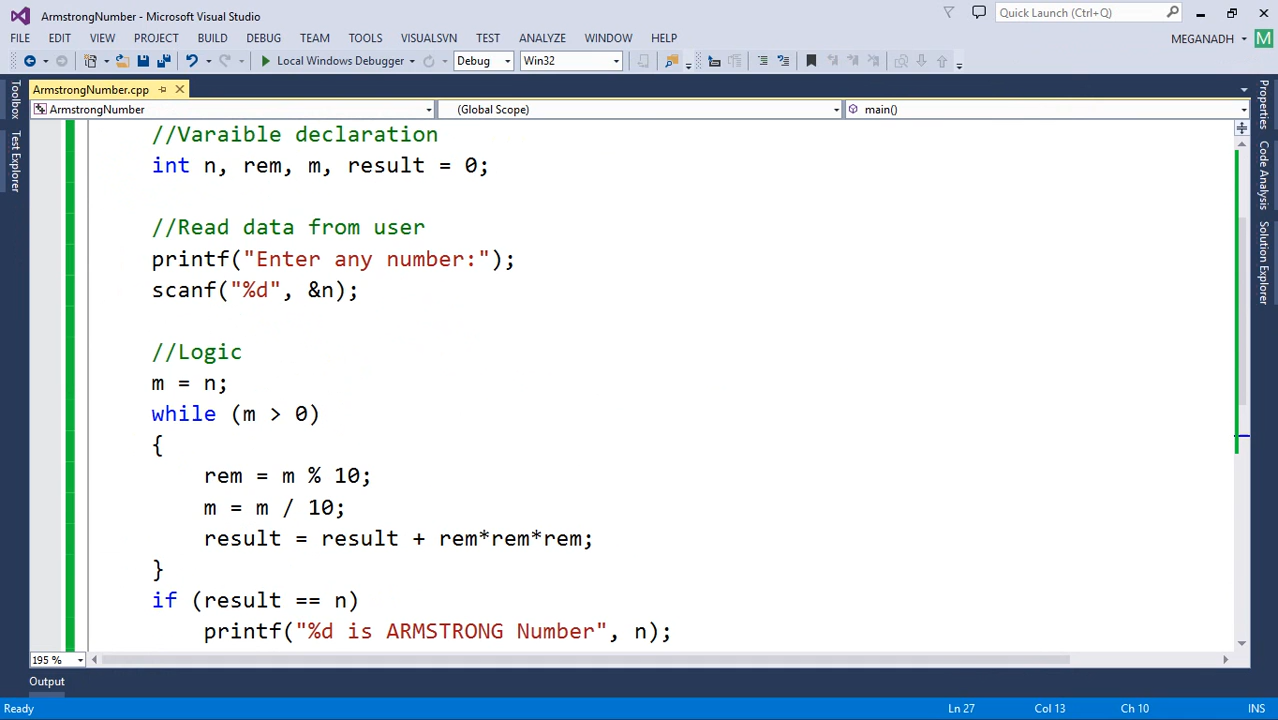 ArmstrongNumber - Microsoft Visual Studio
Quick Launch (Ctrl+Q)
FILE EDIT VIEW PROJECT BUILD DEBUG TEAM TOOLS VISUALSVN TEST ANALYZE WINDOW HELP
MEGANADH M
Local Windows Debugger Debug Win32
ArmstrongNumber.cpp
ArmstrongNumber (Global Scope) main()
Toolbox
Test Explorer
Properties
Code Analysis
Solution Explorer
//Varaible declaration
int n, rem, m, result = 0;
//Read data from user
printf("Enter any number:");
scanf("%d", &n);
//Logic
m = n;
while (m > 0)
{
rem = m % 10;
m = m / 10;
result = result + rem*rem*rem;
}
if (result == n)
printf("%d is ARMSTRONG Number", n);
195 %
Output
Ready Ln 27 Col 13 Ch 10 INS